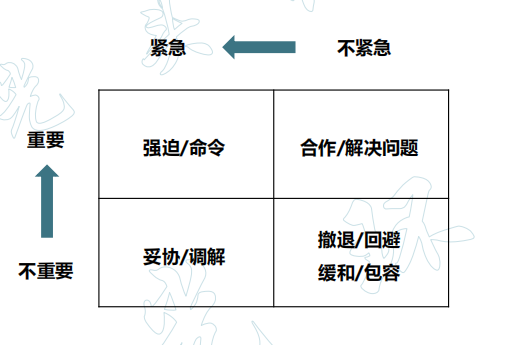 紧急 不紧急
重要
强迫/命令 合作/解决问题
不重要
妥协/调解
撤退/回避
缓和/包容